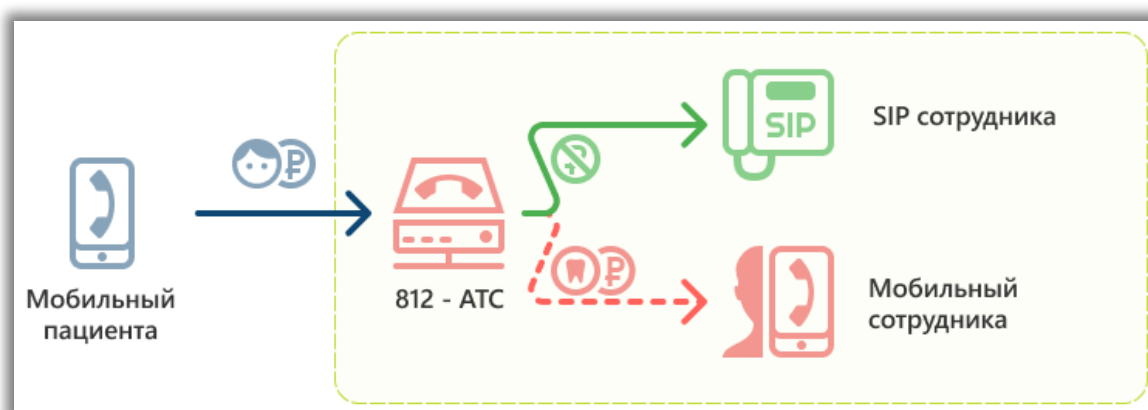 SIP
SIP сотрудника
Мобильный
пациента
812 - АТС
Мобильный
сотрудника